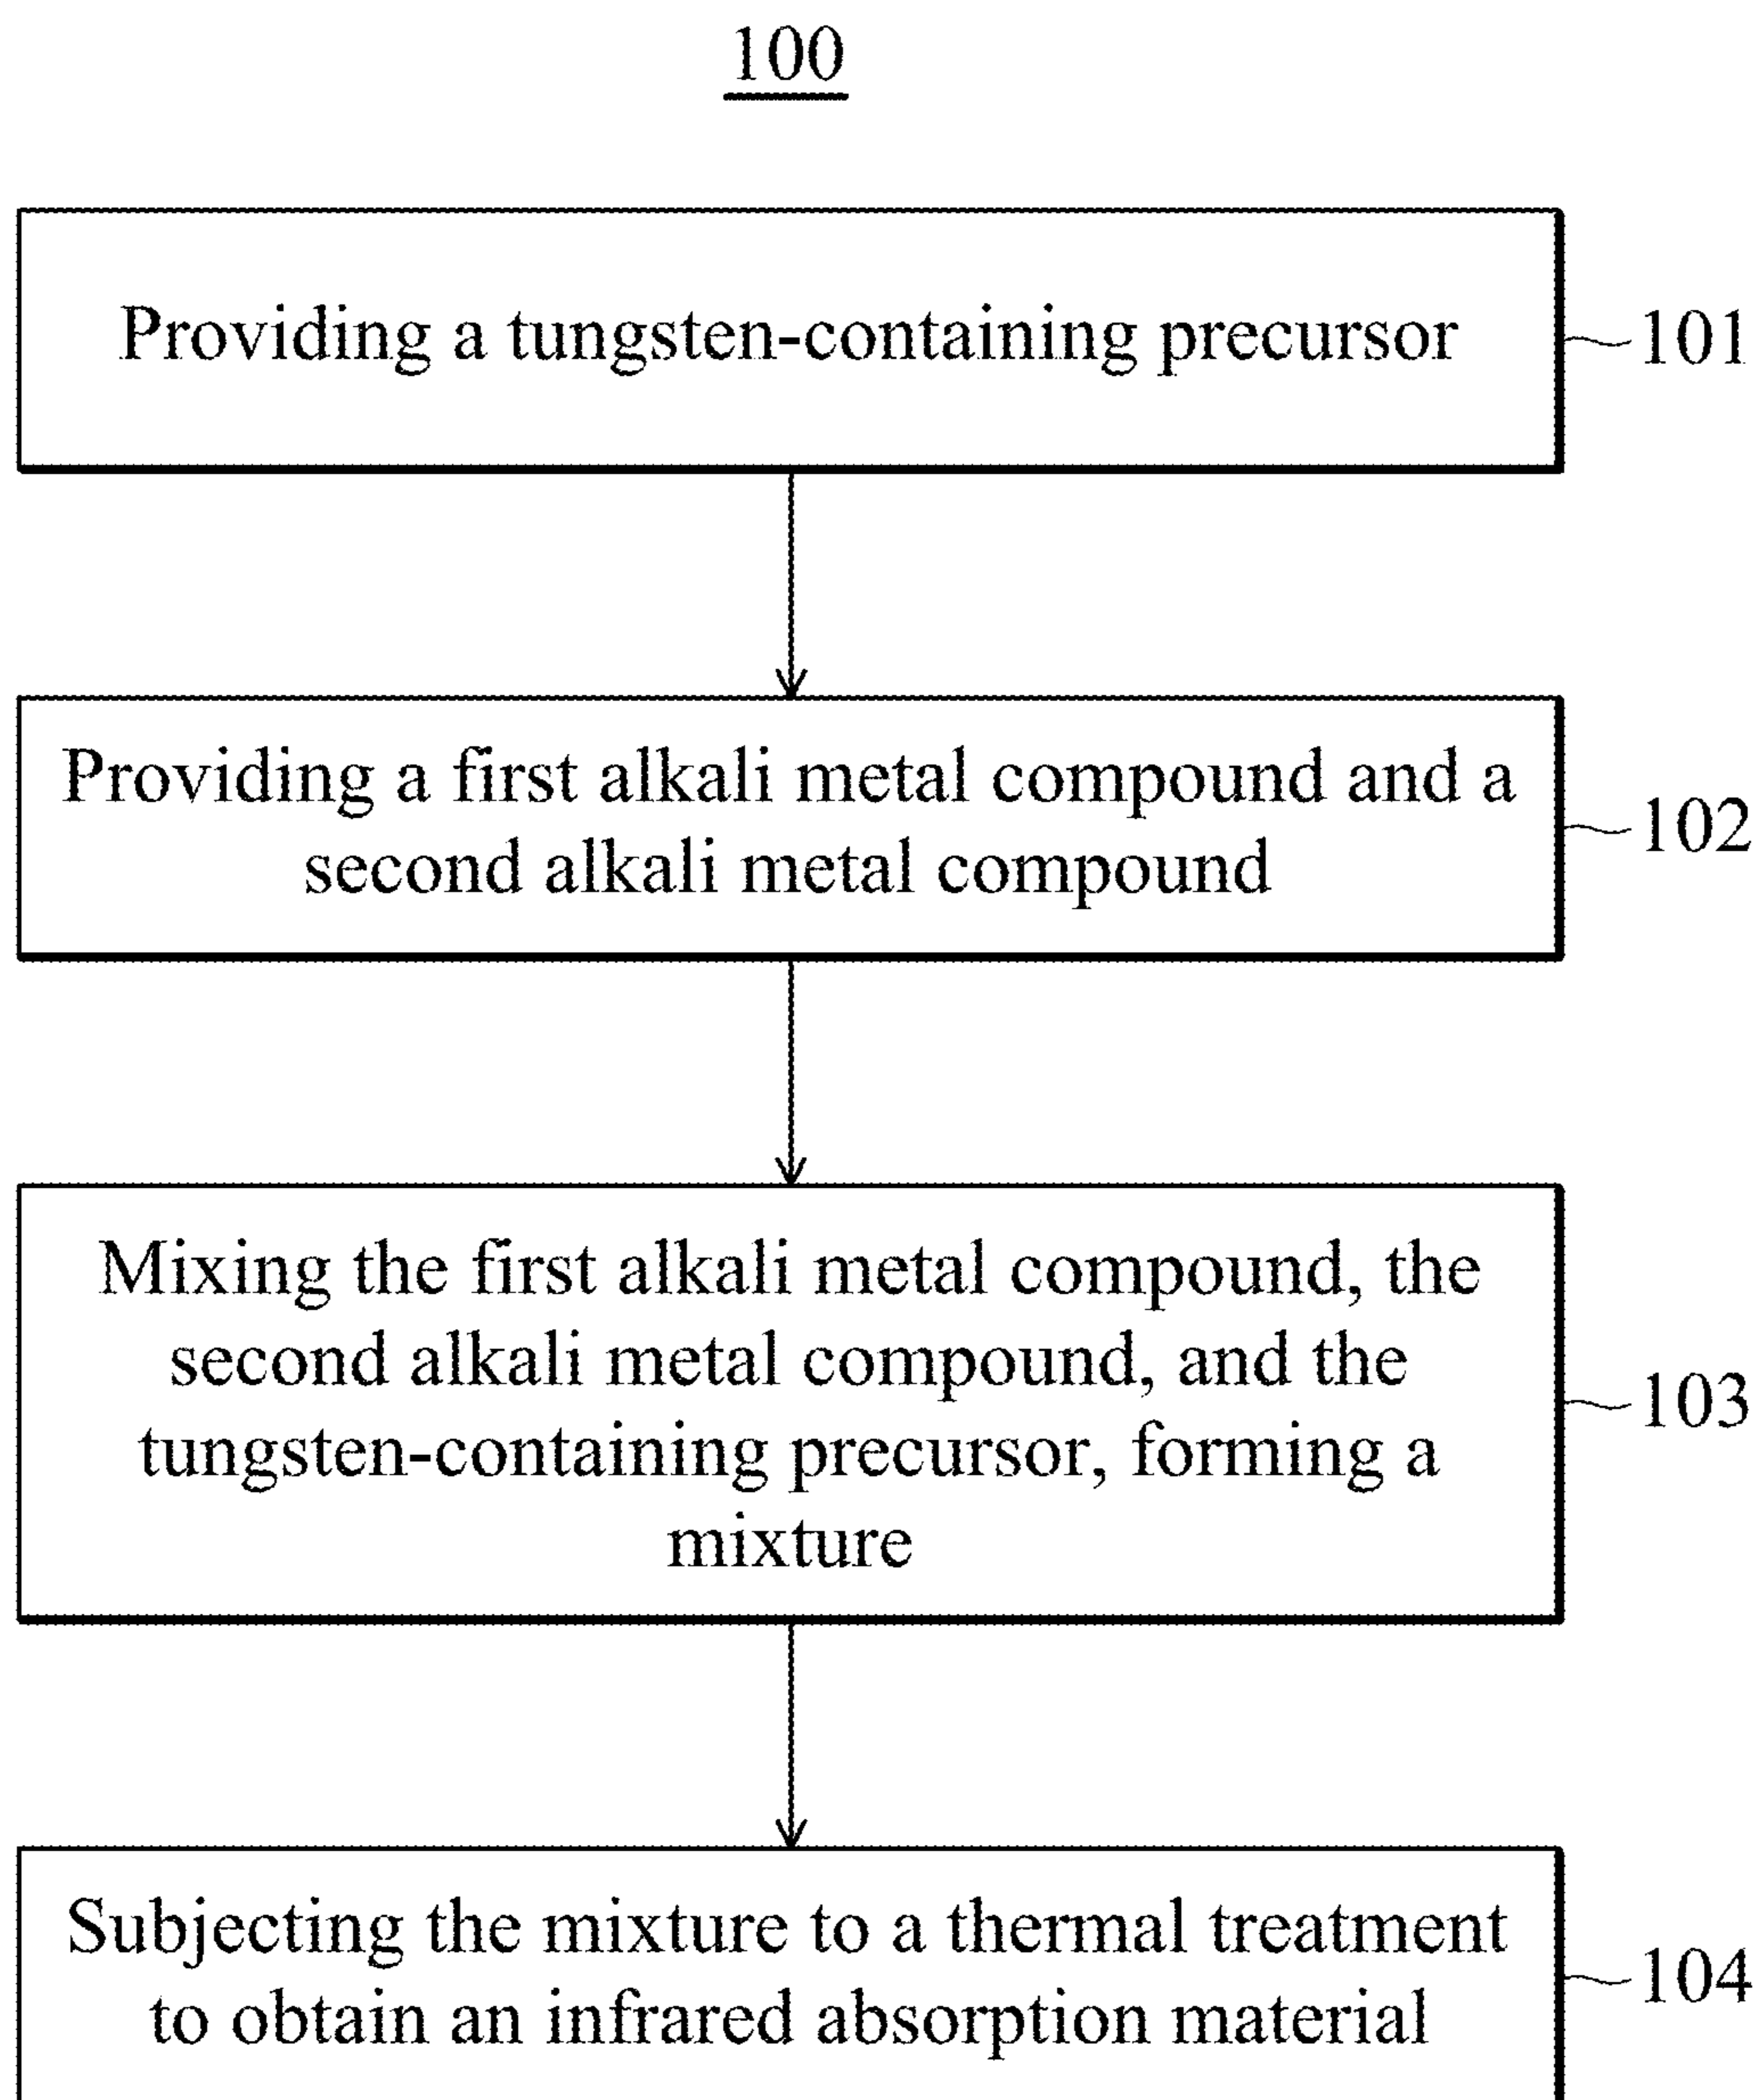 100
Providing a tungsten-containing precursor
101
Providing a first alkali metal compound and a
second alkali metal compound
102
Mixing the first alkali metal compound, the
second alkali metal compound, and the
tungsten-containing precursor, forming a
mixture
103
Subjecting the mixture to a thermal treatment
to obtain an infrared absorption material
104